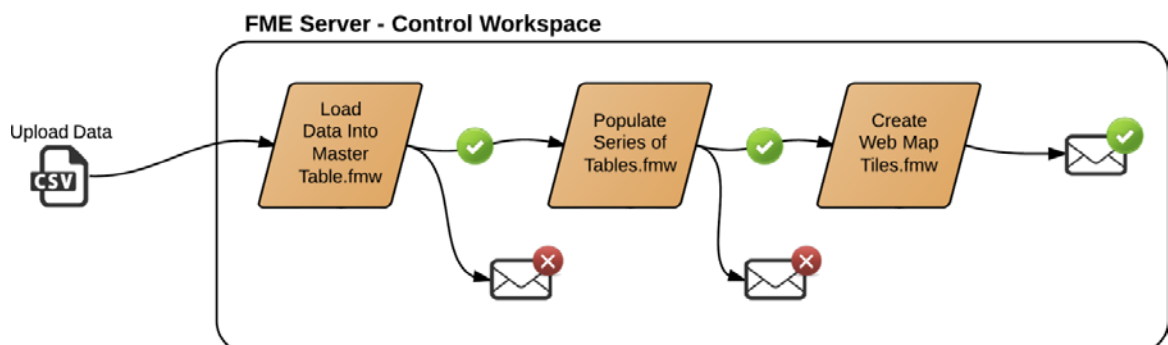 FME Server - Control Workspace
Upload Data
CSV
Load
Data Into
Master
Table.fmw
Populate
Series of
Tables.fmw
Create
Web Map
Tiles.fmw